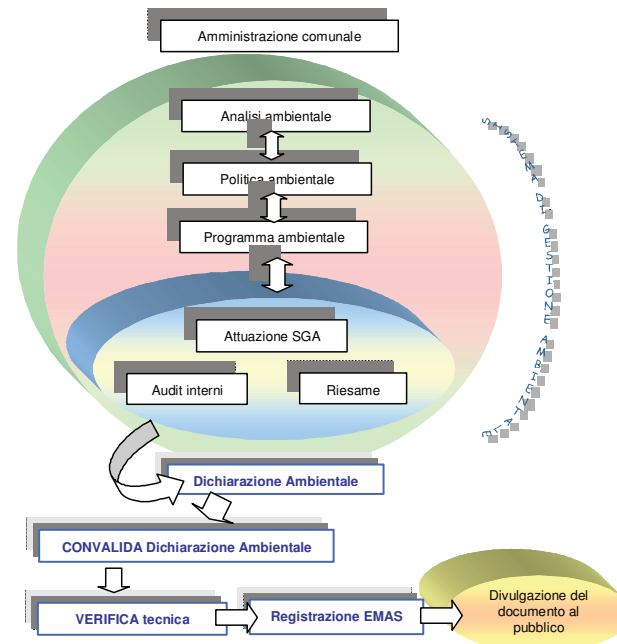 Amministrazione comunale
Analisi ambientale
Politica ambientale
Programma ambientale
Attuazione SGA
Audit interni
Riesame
SISTEMA DI GESTIONE AMBIENTALE
Dichiarazione Ambientale
CONVALIDA Dichiarazione Ambientale
VERIFICA tecnica
Registrazione EMAS
Divulgazione del
documento al
pubblico